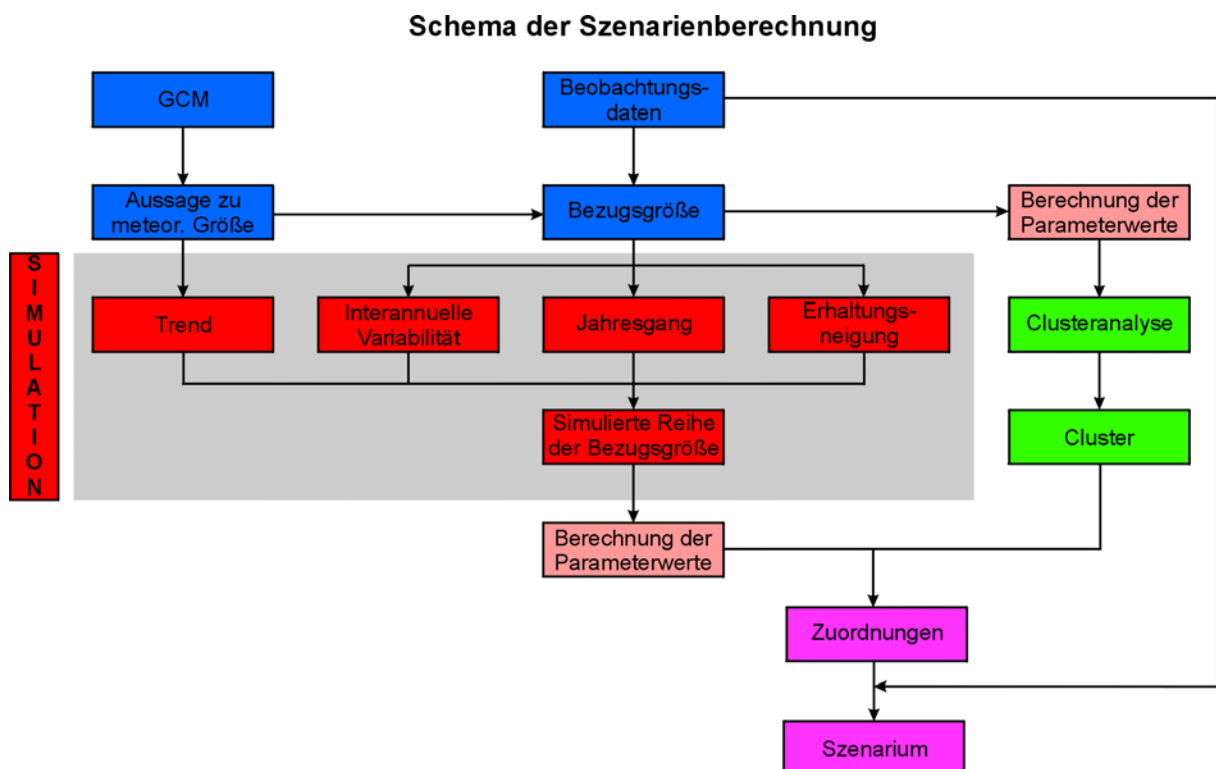 Schema der Szenarienberechnung
GCM
Beobachtungs-
daten
Aussage zu
meteor. Größe
Bezugsgröße
Berechnung der
Parameterwerte
SIMULATION
Trend
Interannuelle
Variabilität
Jahresgang
Erhaltungs-
neigung
Clusteranalyse
Simulierte Reihe
der Bezugsgröße
Cluster
Berechnung der
Parameterwerte
Zuordnungen
Szenarium